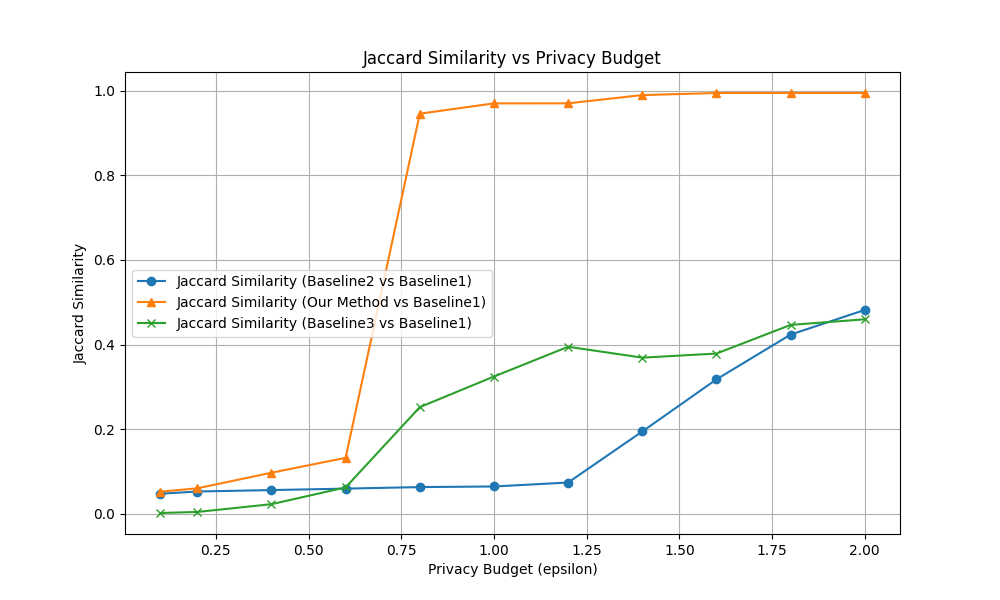 Jaccard Similarity vs Privacy Budget
1.0
0.8
0.6
0.4
0.2
0.0
Jaccard Similarity
Jaccard Similarity (Baseline2 vs Baseline1)
Jaccard Similarity (Our Method vs Baseline1)
Jaccard Similarity (Baseline3 vs Baseline1)
0.25 0.50 0.75 1.00 1.25 1.50 1.75 2.00
Privacy Budget (epsilon)